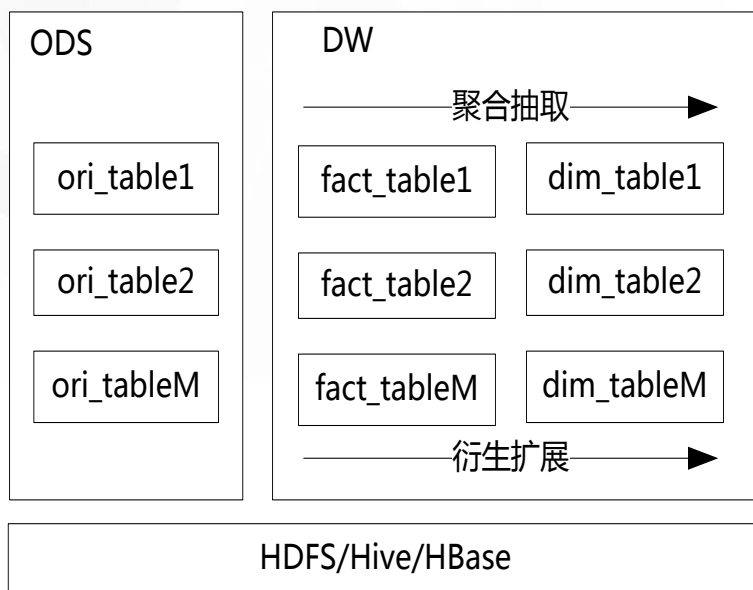 ODS
DW
聚合抽取
ori_table1
fact_table1
dim_table1
ori_table2
fact_table2
dim_table2
ori_tableM
fact_tableM
dim_tableM
衍生扩展
HDFS/Hive/HBase